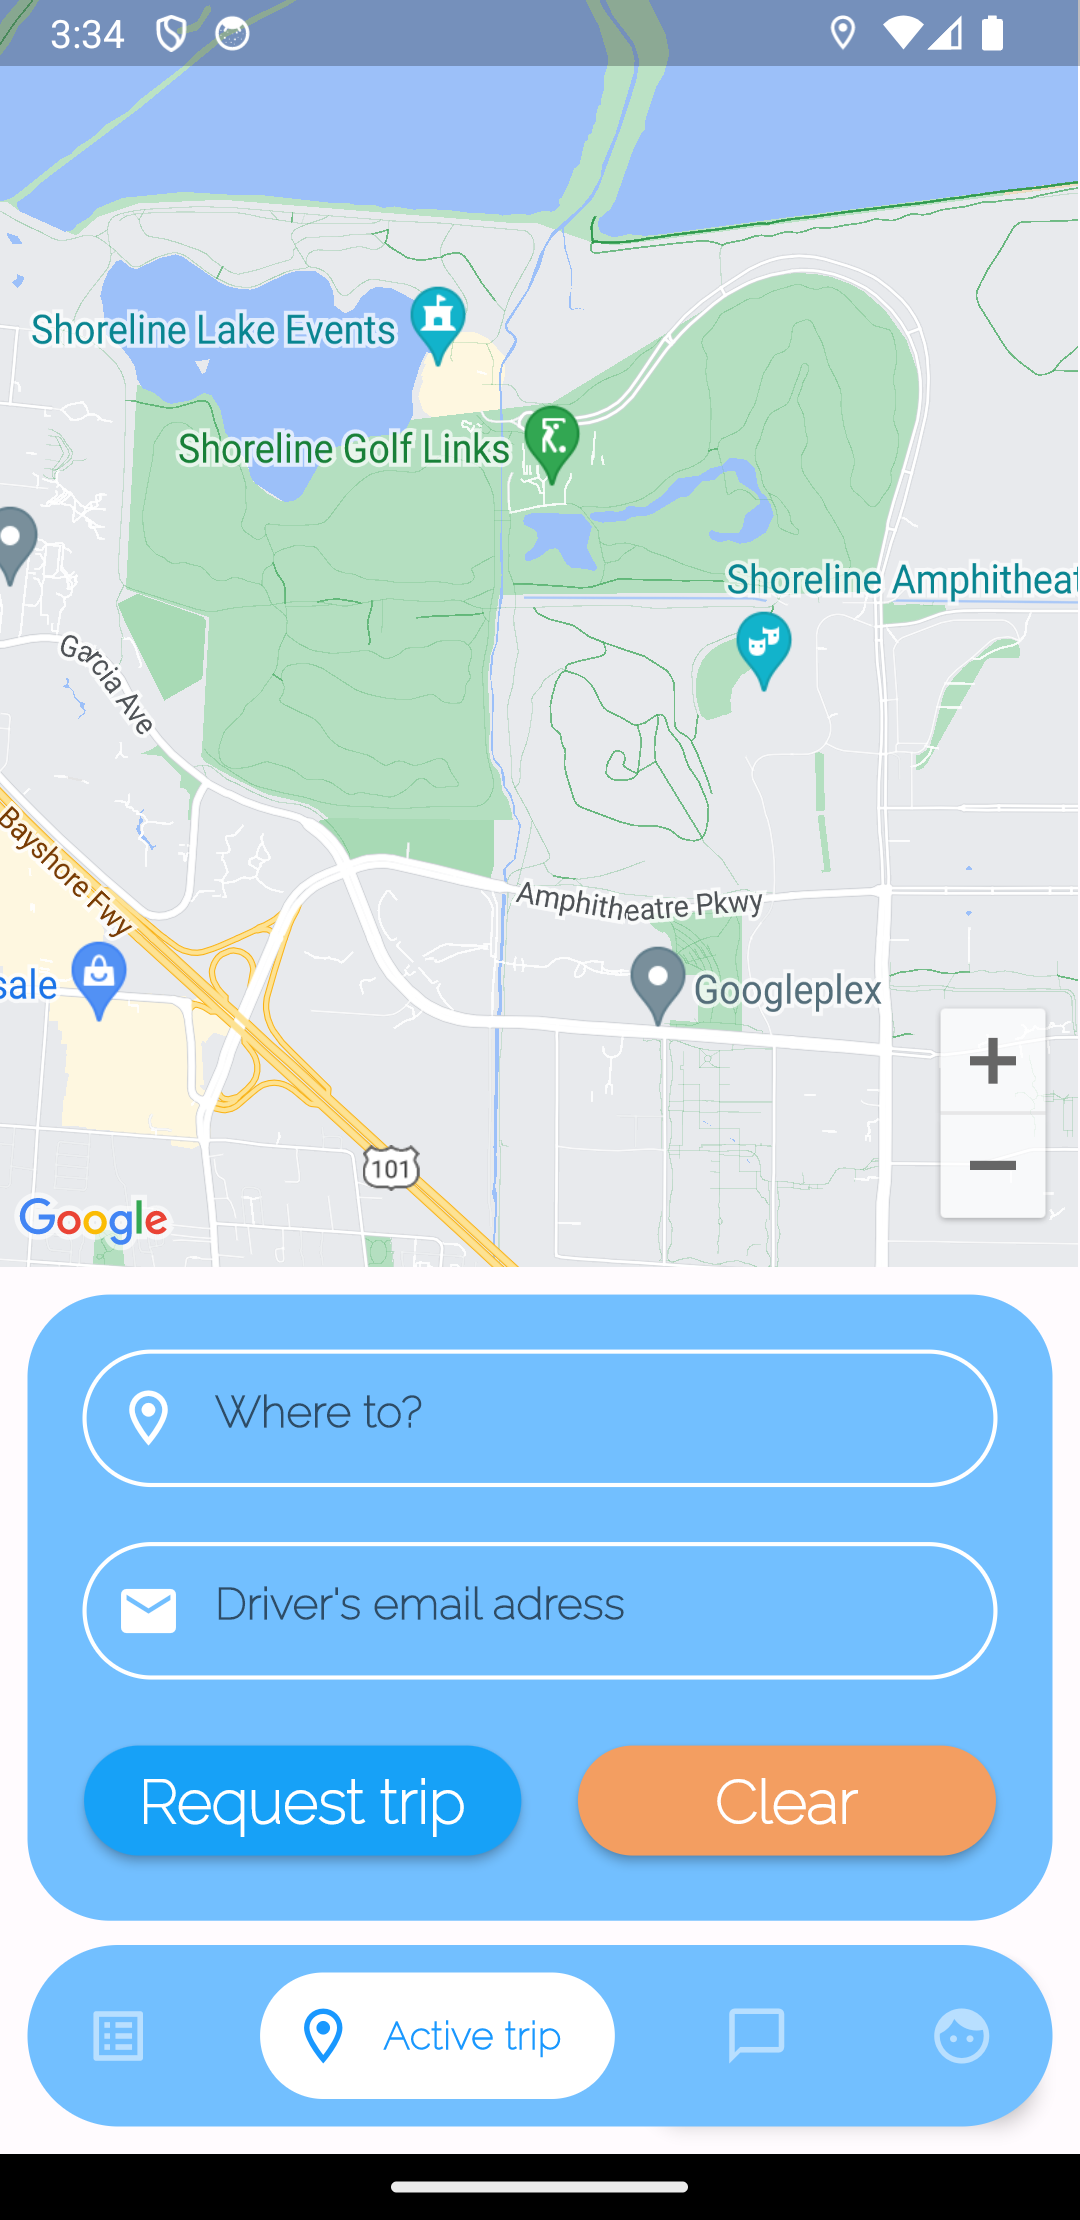 3:34
Shoreline Lake Events
Shoreline Golf Links
Shoreline Amphitheat
Garcia Ave
Bayshore Fwy
Amphitheatre Pkwy
sale
Googleplex
101
Google
Where to?
Driver's email adress
Request trip
Clear
Active trip